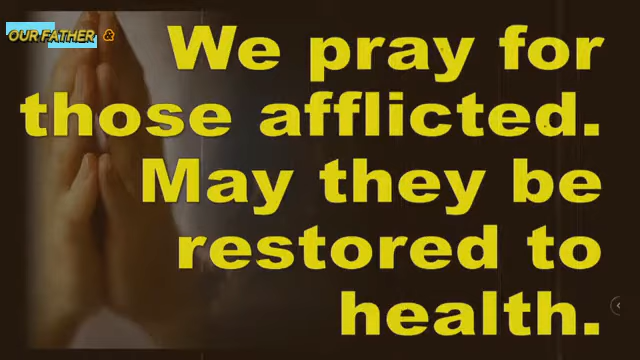 OUR FATHER &
We pray for
those afflicted.
May they be
restored to
health.